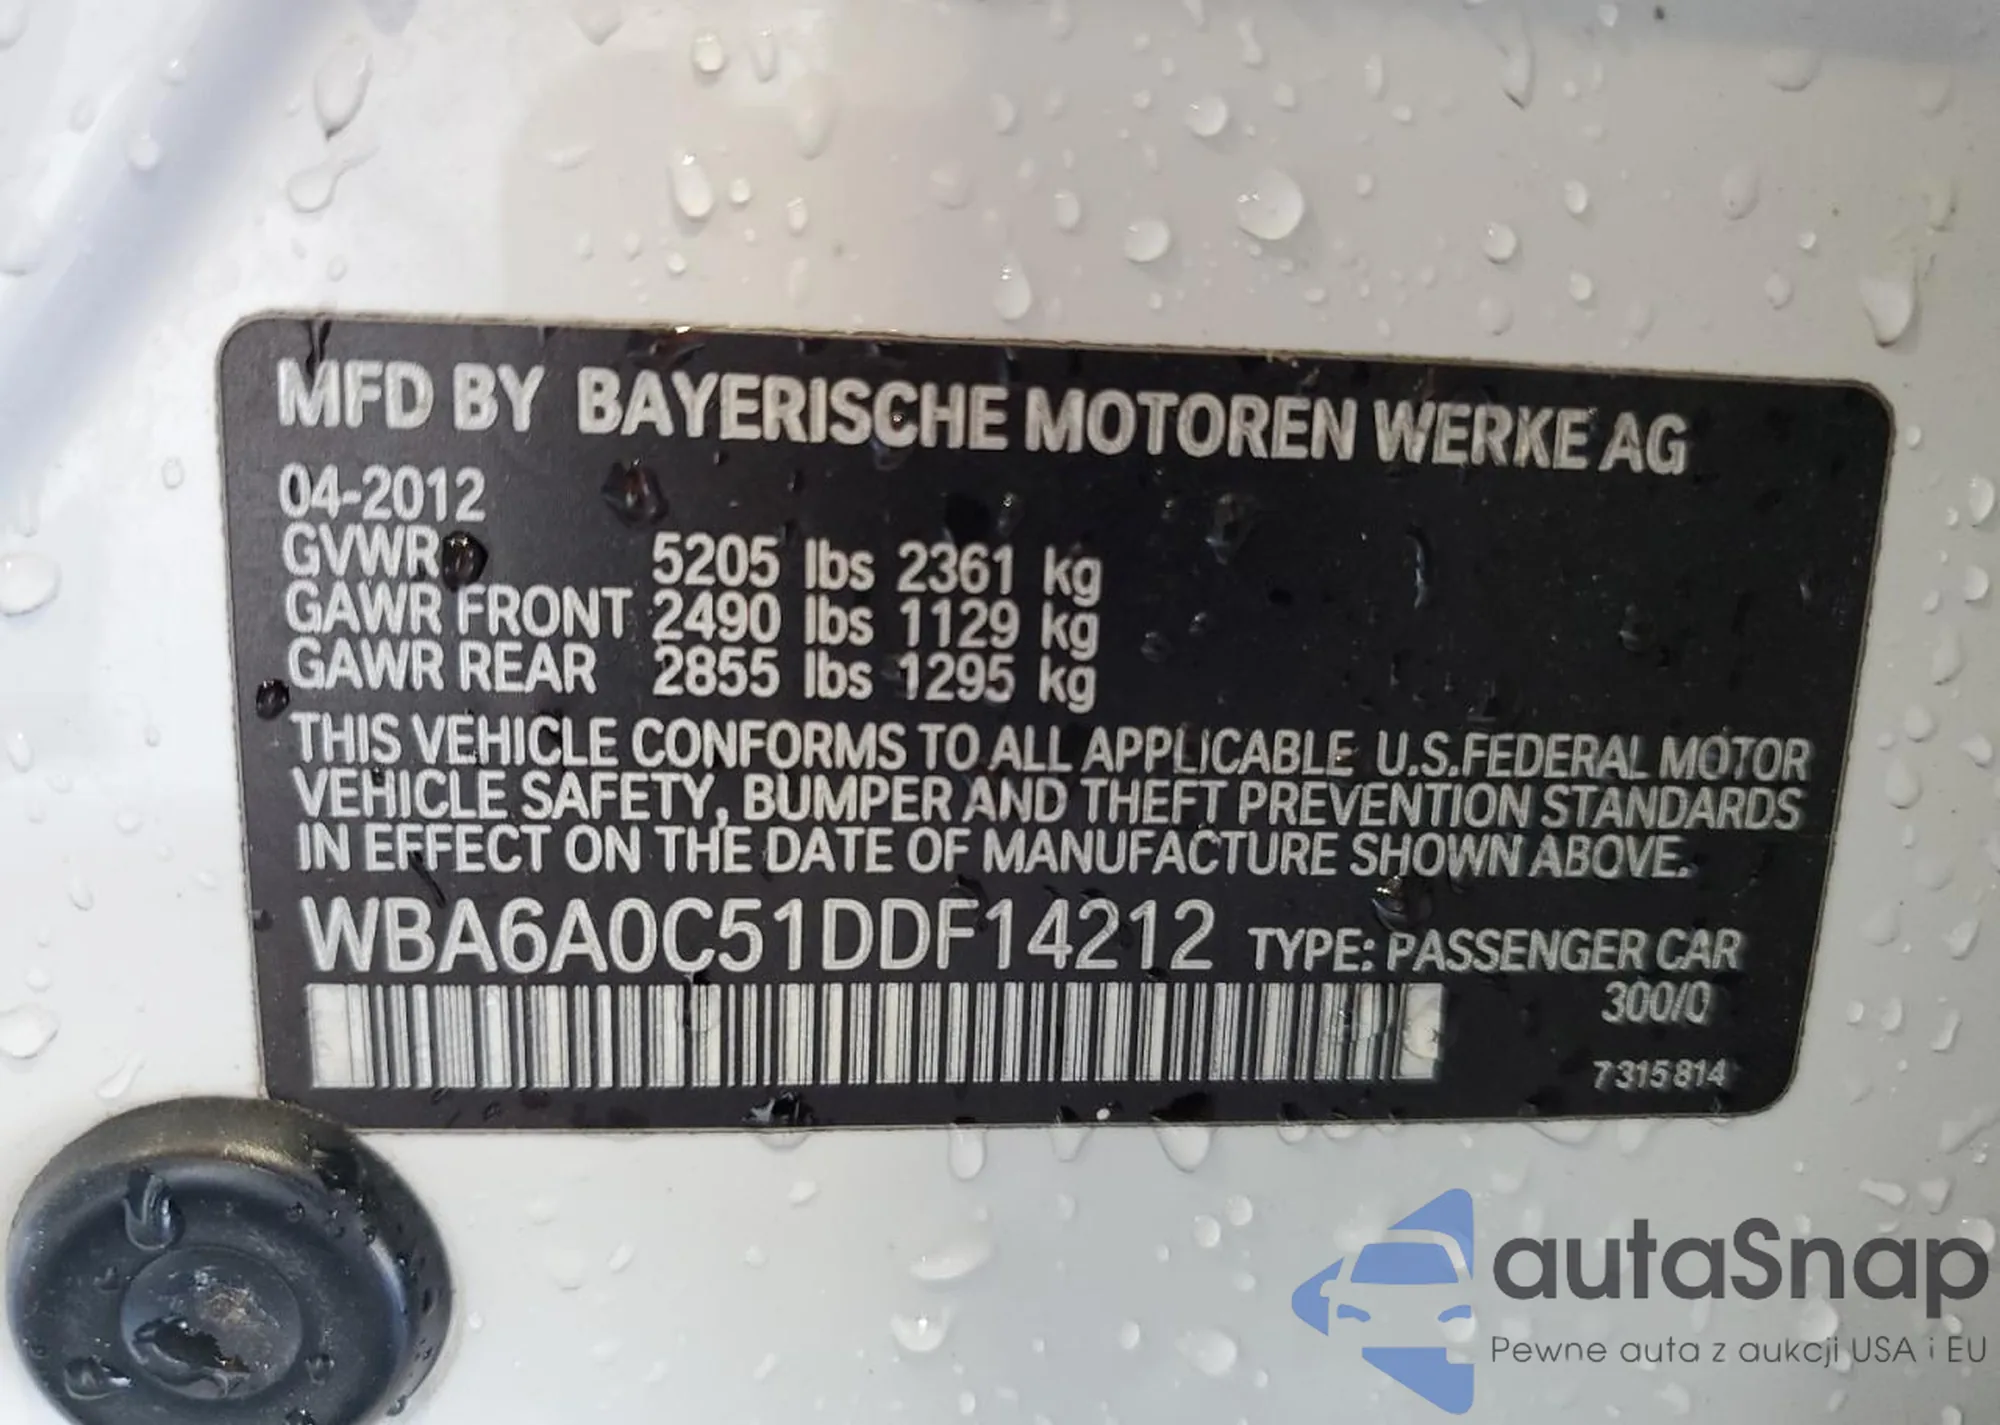 MFD BY BAYERISCHE MOTOREN WERKE AG
04-2012
GVWR 5205 lbs 2361 kg
GAWR FRONT 2490 lbs 1129 kg
GAWR REAR 2855 lbs 1295 kg
THIS VEHICLE CONFORMS TO ALL APPLICABLE U.S.FEDERAL MOTOR
VEHICLE SAFETY, BUMPER AND THEFT PREVENTION STANDARDS
IN EFFECT ON THE DATE OF MANUFACTURE SHOWN ABOVE.
WBA6A0C51DDF14212 TYPE: PASSENGER CAR
300/0
7315814
autaSnap
Pewne auta z aukcji USA i EU